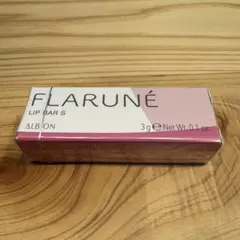 FLARUNÉ
LIP BAR S
ALBION
3g ℮ Net Wt. 0.1 oz.